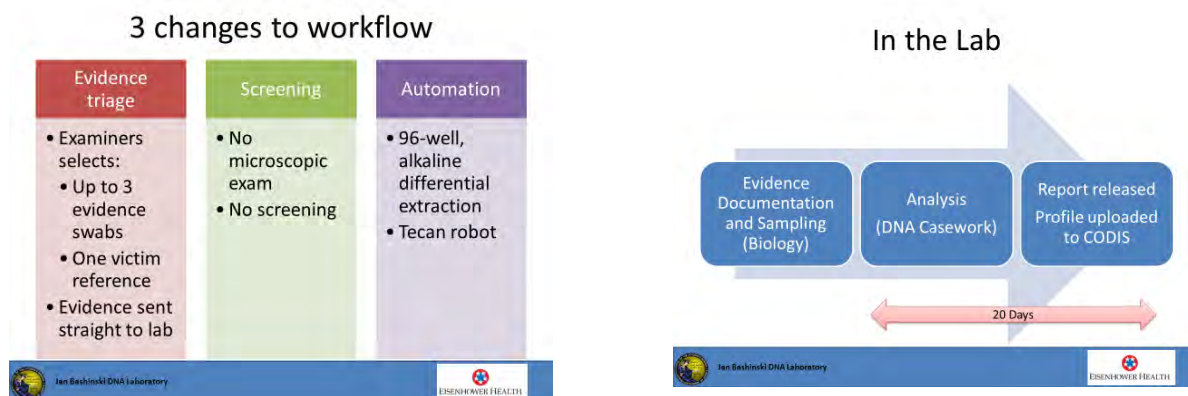 3 changes to workflow
Evidence
triage
• Examiners
selects:
• Up to 3
evidence
swabs
• One victim
reference
• Evidence sent
straight to lab
Screening
• No
microscopic
exam
• No screening
Automation
• 96-well,
alkaline
differential
extraction
• Tecan robot
Jan Bashinski DNA Laboratory
EISENHOWER HEALTH
In the Lab
Evidence
Documentation
and Sampling
(Biology)
Analysis
(DNA Casework)
Report released
Profile uploaded
to CODIS
20 Days
Jan Bashinski DNA Laboratory
EISENHOWER HEALTH